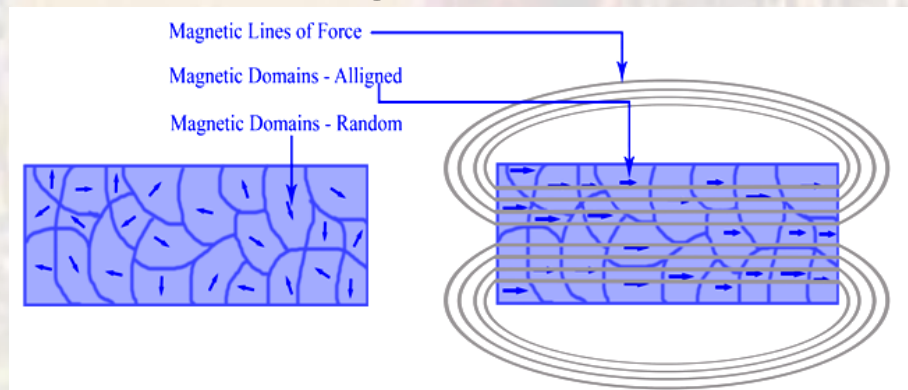 Magnetic Lines of Force
Magnetic Domains - Alligned
Magnetic Domains - Random